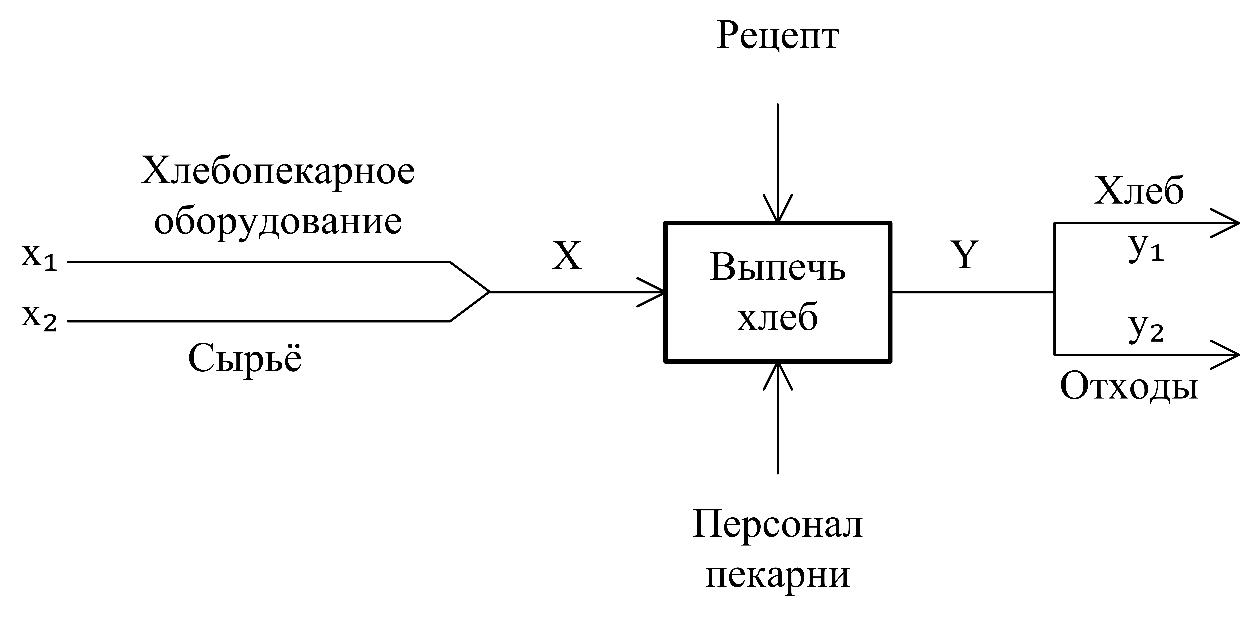 Рецепт
Хлебопекарное
оборудование
x₁
x₂
Сырьё
X
Выпечь
хлеб
Y
Хлеб
y₁
y₂
Отходы
Персонал
пекарни